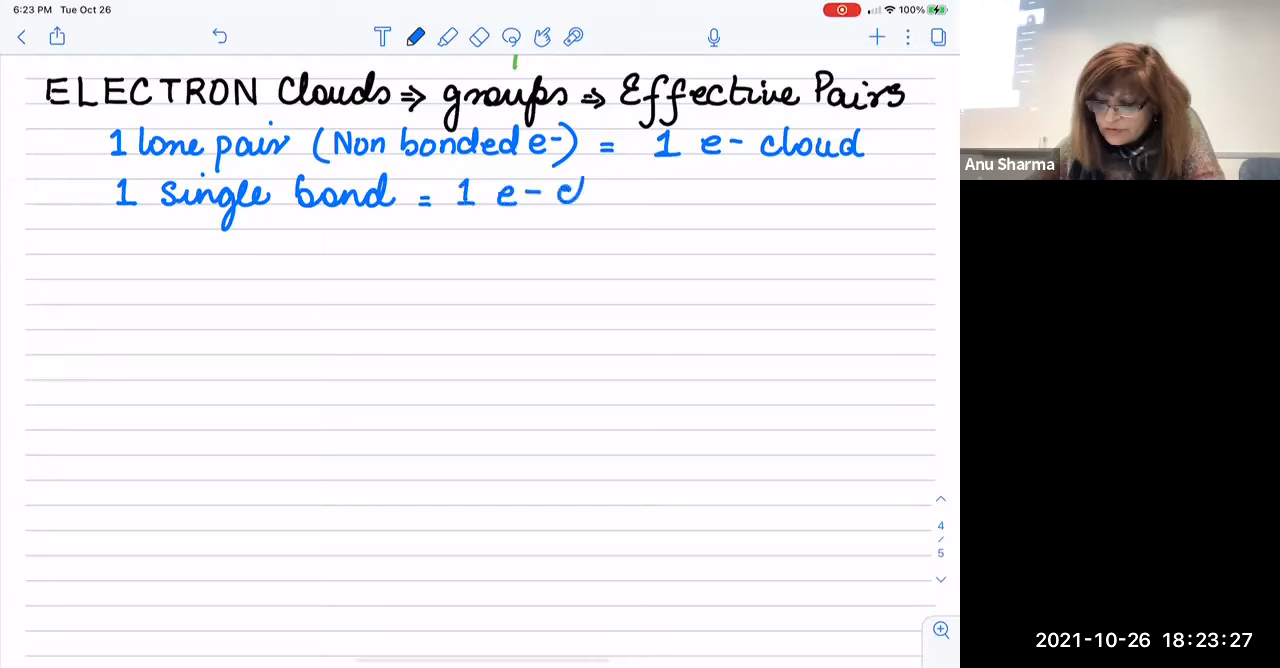 6:23 PM Tue Oct 26
100%
ELECTRON Clouds ⇒ groups ⇒ Effective Pairs
1 lone pair (Non bonded e-) = 1 e- cloud
1 single bond = 1 e- cl
4
/
5
Anu Sharma
2021-10-26 18:23:27